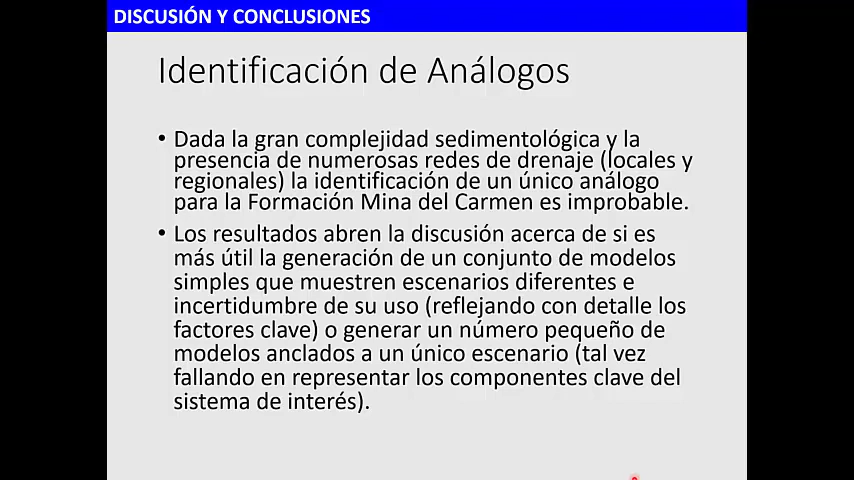 DISCUSIÓN Y CONCLUSIONES
Identificación de Análogos
• Dada la gran complejidad sedimentológica y la
presencia de numerosas redes de drenaje (locales y
regionales) la identificación de un único análogo
para la Formación Mina del Carmen es improbable.
• Los resultados abren la discusión acerca de si es
más útil la generación de un conjunto de modelos
simples que muestren escenarios diferentes e
incertidumbre de su uso (reflejando con detalle los
factores clave) o generar un número pequeño de
modelos anclados a un único escenario (tal vez
fallando en representar los componentes clave del
sistema de interés).